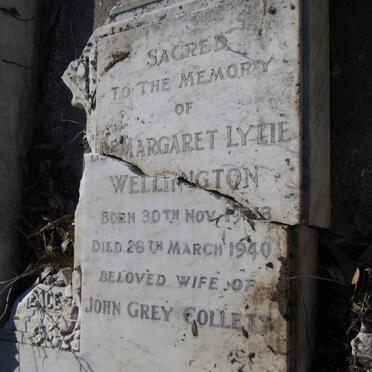 SACRED
TO THE MEMORY
OF
MARGARET LYLIE
WELLINGTON
BORN 30TH NOV.
DIED 26TH MARCH 1940
BELOVED WIFE OF
JOHN GREY COLLETT